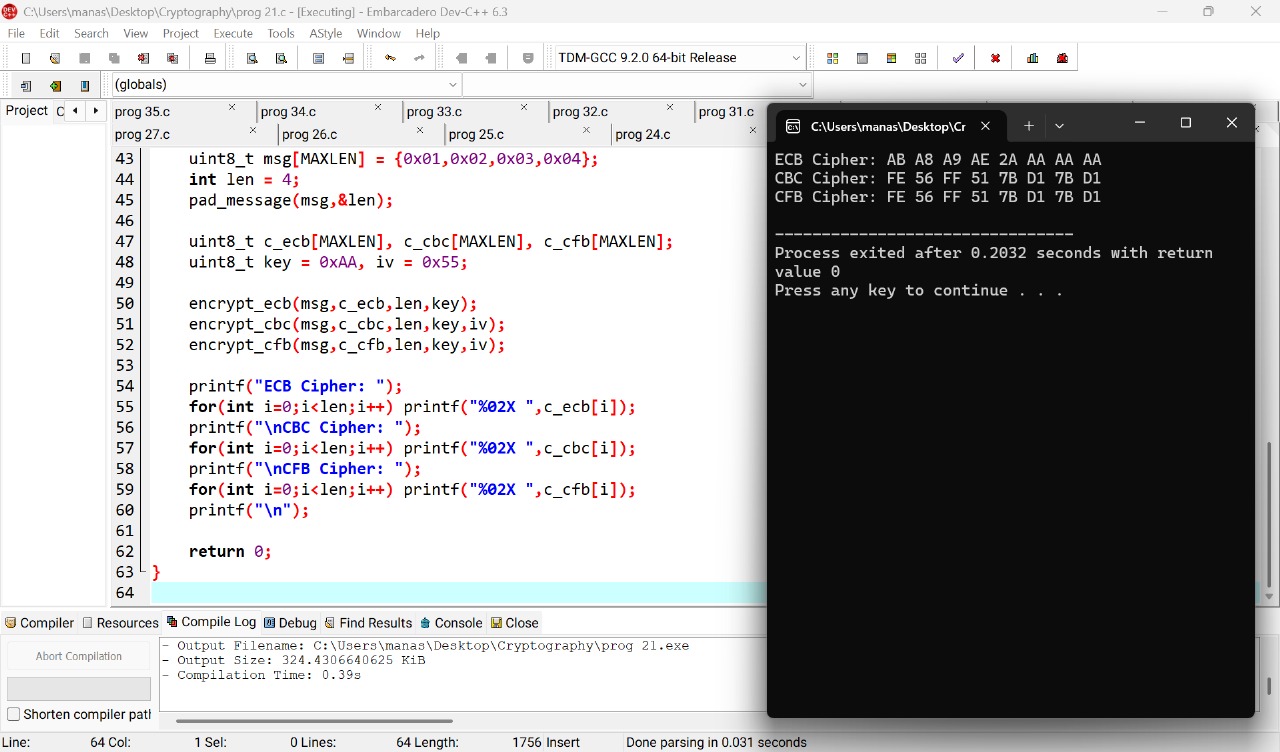 C:\Users\manas\Desktop\Cryptography\prog 21.c - [Executing] - Embarcadero Dev-C++ 6.3
File Edit Search View Project Execute Tools AStyle Window Help
TDM-GCC 9.2.0 64-bit Release
(globals)
Project C
prog 35.c prog 34.c prog 33.c prog 32.c prog 31.c
prog 27.c prog 26.c prog 25.c prog 24.c
43 uint8_t msg[MAXLEN] = {0x01,0x02,0x03,0x04};
44 int len = 4;
45 pad_message(msg,&len);
46
47 uint8_t c_ecb[MAXLEN], c_cbc[MAXLEN], c_cfb[MAXLEN];
48 uint8_t key = 0xAA, iv = 0x55;
49
50 encrypt_ecb(msg,c_ecb,len,key);
51 encrypt_cbc(msg,c_cbc,len,key,iv);
52 encrypt_cfb(msg,c_cfb,len,key,iv);
53
54 printf("ECB Cipher: ");
55 for(int i=0;i<len;i++) printf("%02X ",c_ecb[i]);
56 printf("\nCBC Cipher: ");
57 for(int i=0;i<len;i++) printf("%02X ",c_cbc[i]);
58 printf("\nCFB Cipher: ");
59 for(int i=0;i<len;i++) printf("%02X ",c_cfb[i]);
60 printf("\n");
61
62 return 0;
63 }
64
C:\Users\manas\Desktop\Cr
ECB Cipher: AB A8 A9 AE 2A AA AA AA
CBC Cipher: FE 56 FF 51 7B D1 7B D1
CFB Cipher: FE 56 FF 51 7B D1 7B D1
--------------------------------
Process exited after 0.2032 seconds with return
value 0
Press any key to continue . . .
Compiler Resources Compile Log Debug Find Results Console Close
Abort Compilation
Shorten compiler path
- Output Filename: C:\Users\manas\Desktop\Cryptography\prog 21.exe
- Output Size: 324.4306640625 KiB
- Compilation Time: 0.39s
Line: 64 Col: 1 Sel: 0 Lines: 64 Length: 1756 Insert Done parsing in 0.031 seconds